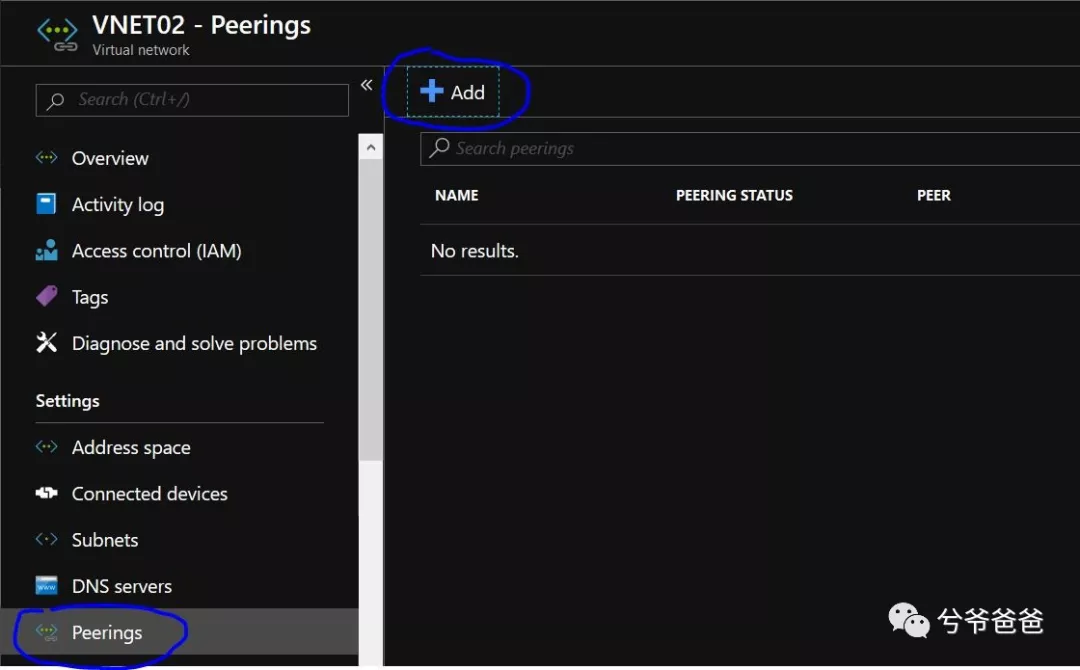 VNET02 - Peerings
Virtual network
Search (Ctrl+/)
«
Add
Overview
Activity log
Access control (IAM)
Tags
Diagnose and solve problems
Settings
Address space
Connected devices
Subnets
DNS servers
Peerings
Search peerings
NAME PEERING STATUS PEER
No results.
兮爷爸爸